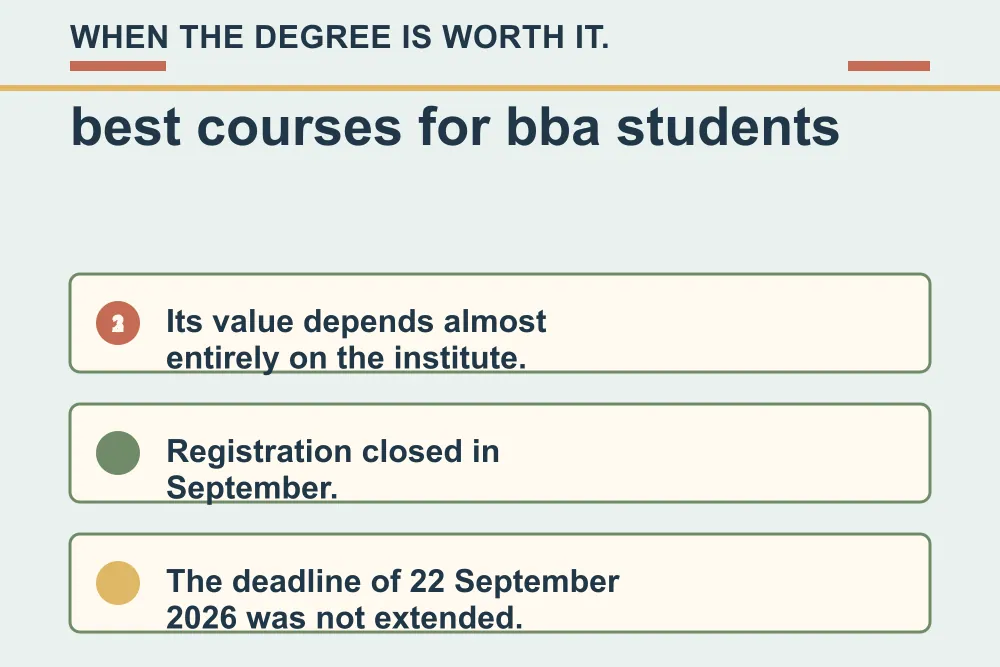 WHEN THE DEGREE IS WORTH IT.
best courses for bba students
Its value depends almost
entirely on the institute.
Registration closed in
September.
The deadline of 22 September
2026 was not extended.